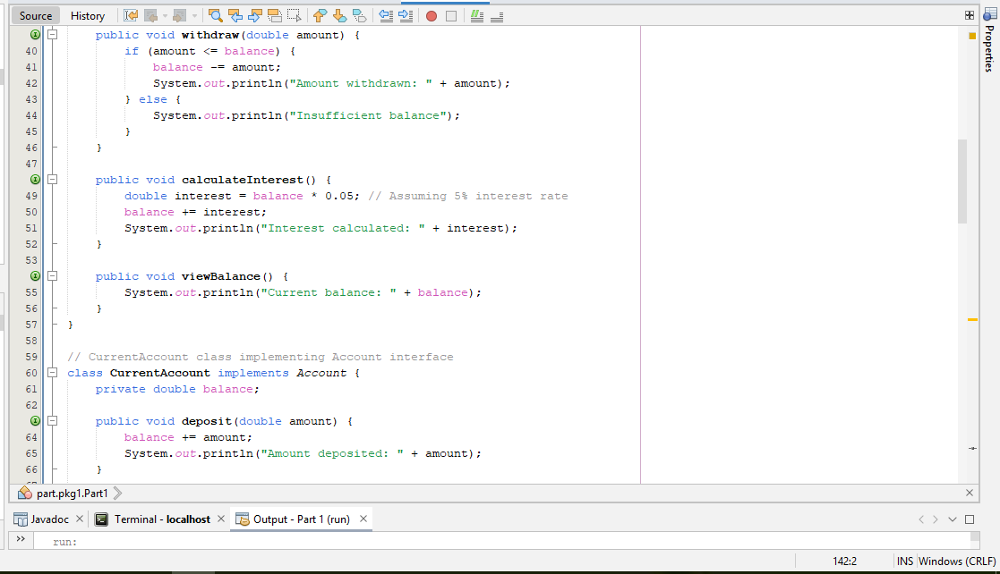 Source History
Properties
public void withdraw(double amount) {
40 if (amount <= balance) {
41 balance -= amount;
42 System.out.println("Amount withdrawn: " + amount);
43 } else {
44 System.out.println("Insufficient balance");
45 }
46 }
47
public void calculateInterest() {
49 double interest = balance * 0.05; // Assuming 5% interest rate
50 balance += interest;
51 System.out.println("Interest calculated: " + interest);
52 }
53
public void viewBalance() {
55 System.out.println("Current balance: " + balance);
56 }
57 }
58
59 // CurrentAccount class implementing Account interface
60 class CurrentAccount implements Account {
61 private double balance;
62
public void deposit(double amount) {
64 balance += amount;
65 System.out.println("Amount deposited: " + amount);
66 }
part.pkg1.Part1
Javadoc Terminal - localhost Output - Part 1 (run)
run:
142:2 INS Windows (CRLF)